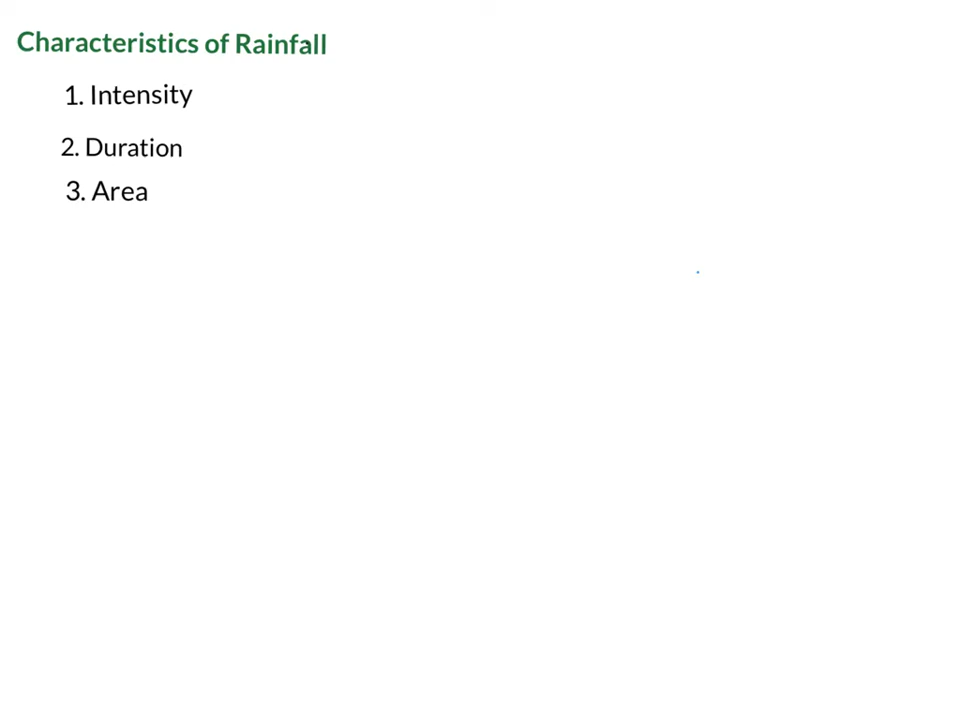 Characteristics of Rainfall
1. Intensity
2. Duration
3. Area